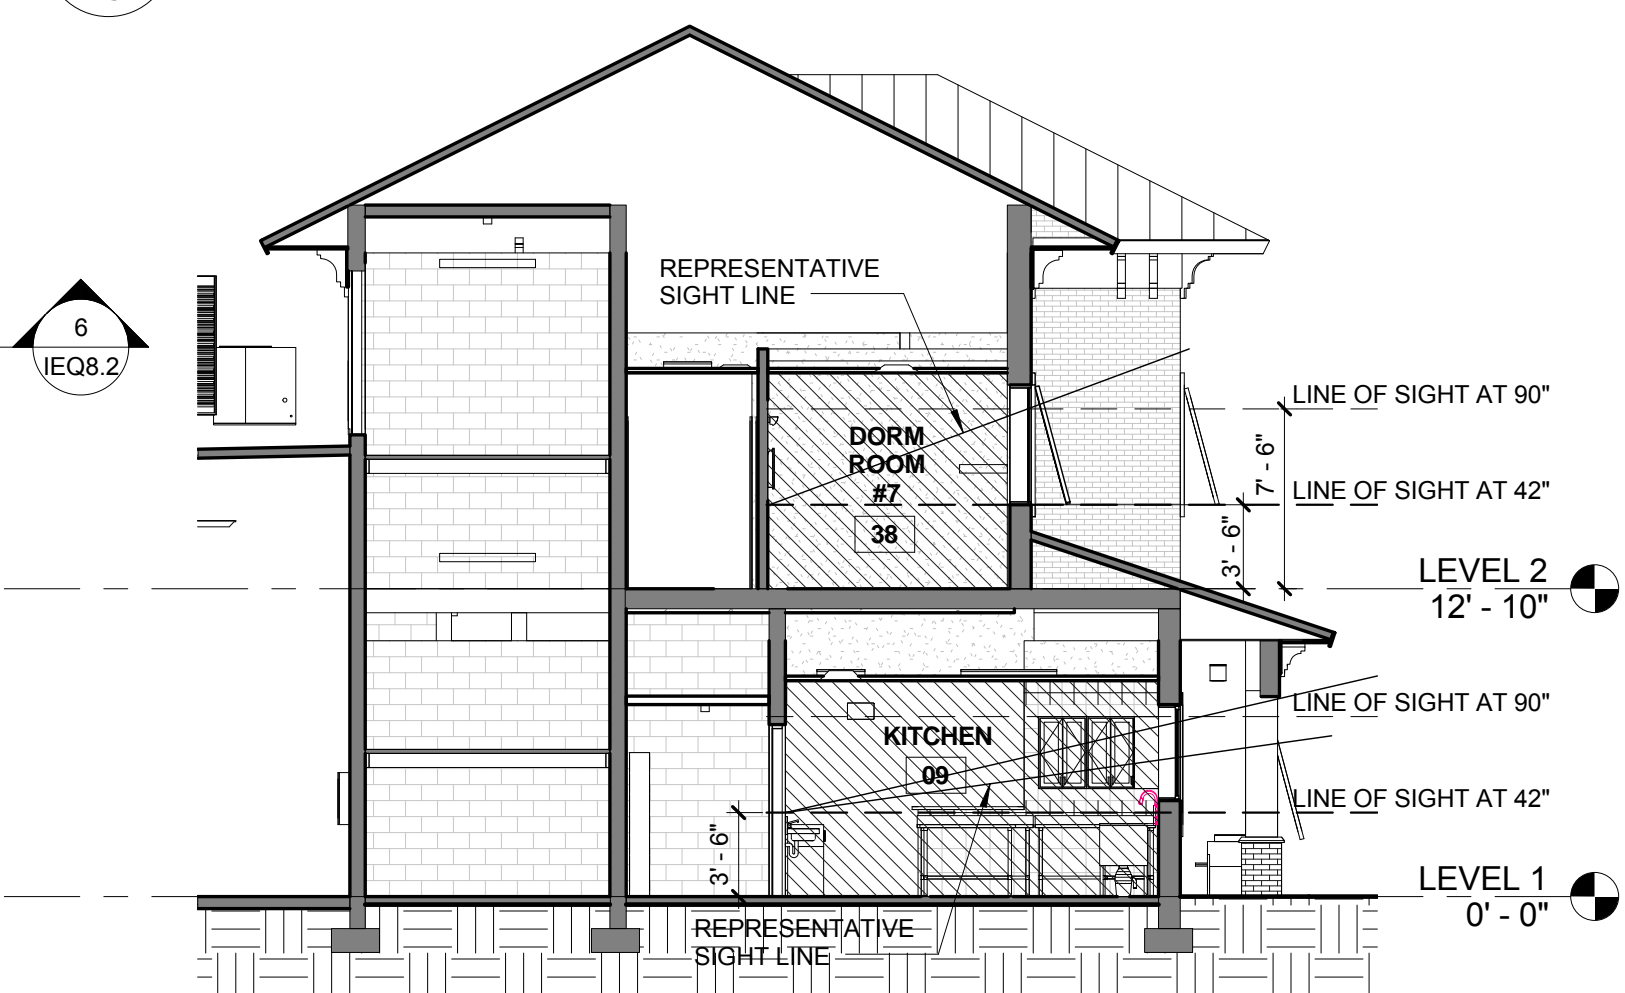 REPRESENTATIVE
SIGHT LINE
6
IEQ8.2
LINE OF SIGHT AT 90"
DORM
ROOM
#7
38
7' - 6"
LINE OF SIGHT AT 42"
3' - 6"
LEVEL 2
12' - 10"
LINE OF SIGHT AT 90"
KITCHEN
09
LINE OF SIGHT AT 42"
3' - 6"
LEVEL 1
0' - 0"
REPRESENTATIVE
SIGHT LINE